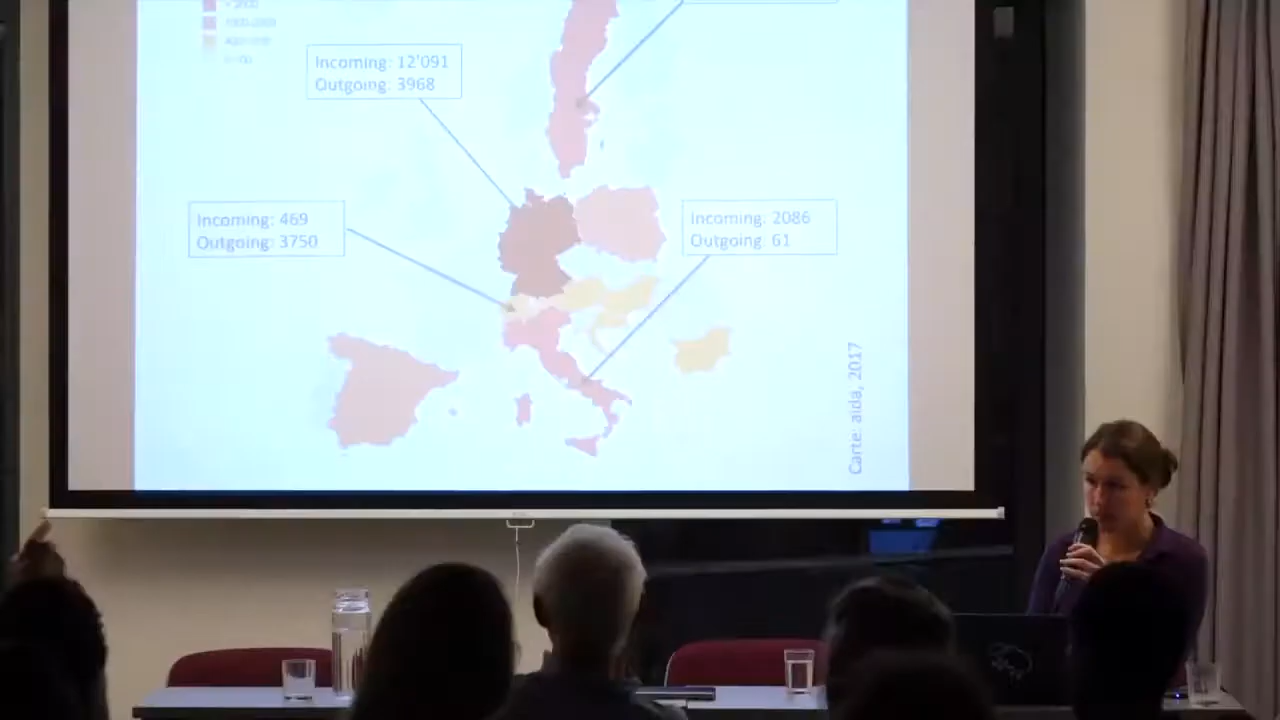 Incoming: 12'091
Outgoing: 3968
Incoming: 469
Outgoing: 3750
Incoming: 2086
Outgoing: 61
Carte: aida, 2017